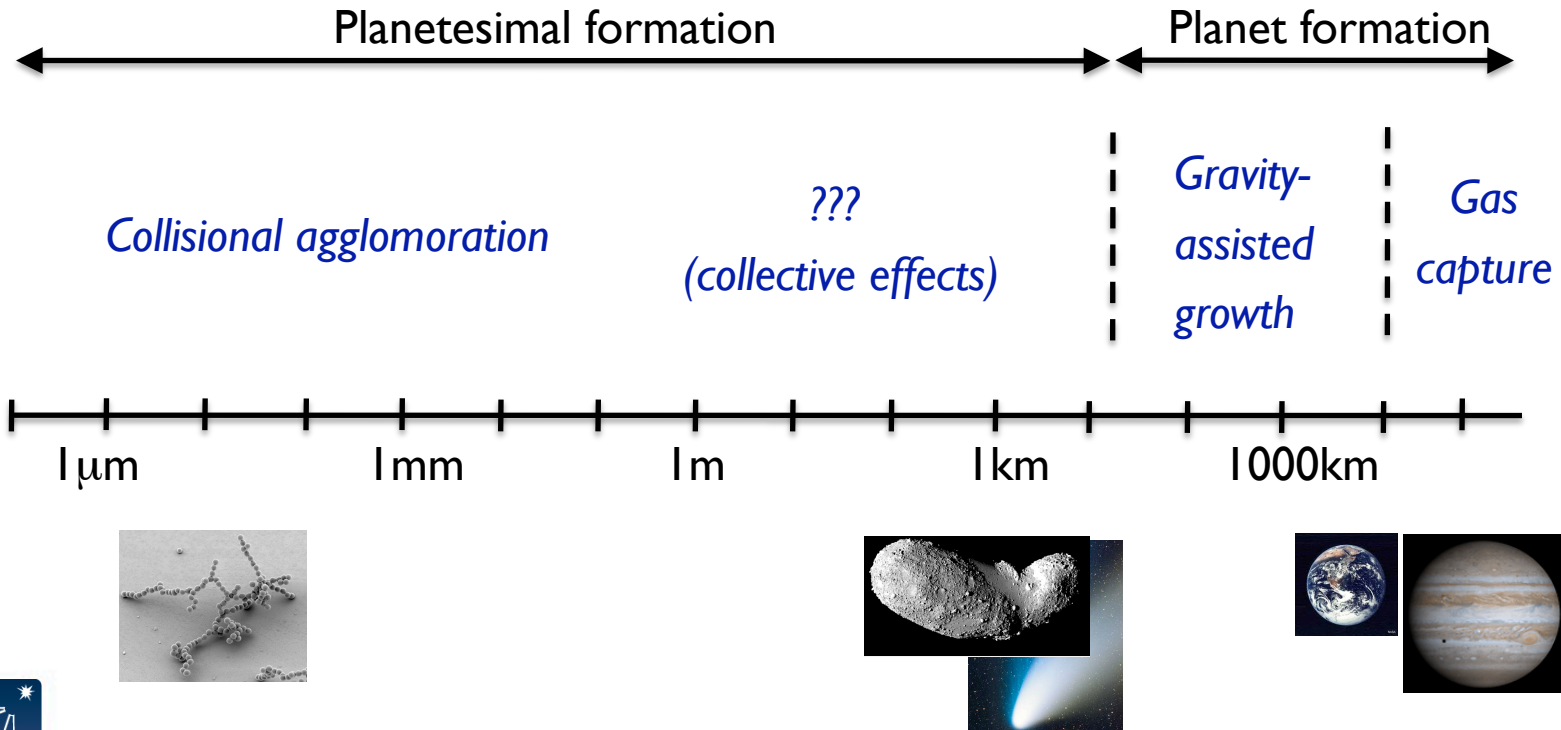 Planetesimal formation
Planet formation
Collisional agglomoration
???
(collective effects)
Gravity-
assisted
growth
Gas
capture
1μm
1mm
1m
1km
1000km